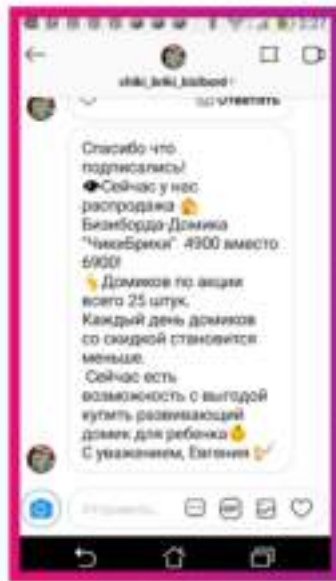 Ответить
Спасибо что
подписались!
👁Сейчас у нас
распродажа 🏠
Бизиборда-Домика
"ЧикиБрики" 4900 вместо
6900!
👆Домиков по акции
всего 25 штук.
Каждый день домиков
со скидкой становится
меньше.
Сейчас есть
возможность с выгодой
купить развивающий
домик для ребенка👶
С уважением, Евгения